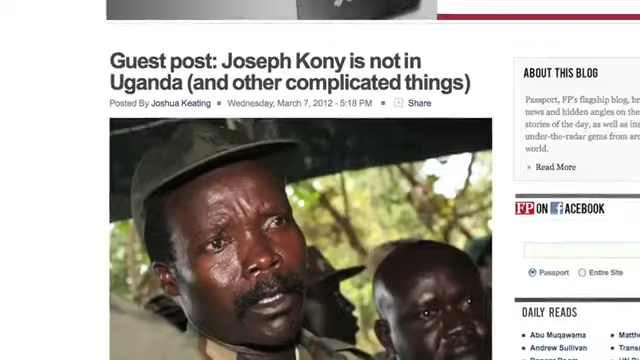 Guest post: Joseph Kony is not in
Uganda (and other complicated things)
Posted By Joshua Keating ■ Wednesday, March 7, 2012 - 5:18 PM ■ Share
ABOUT THIS BLOG
Passport, FP's flagship blog, br
news and hidden angles on the
stories of the day, as well as in
under-the-radar gems from aro
world.
Read More
FP ON FACEBOOK
Passport Entire Site
DAILY READS
Abu Muqawama Matth
Andrew Sullivan Trans